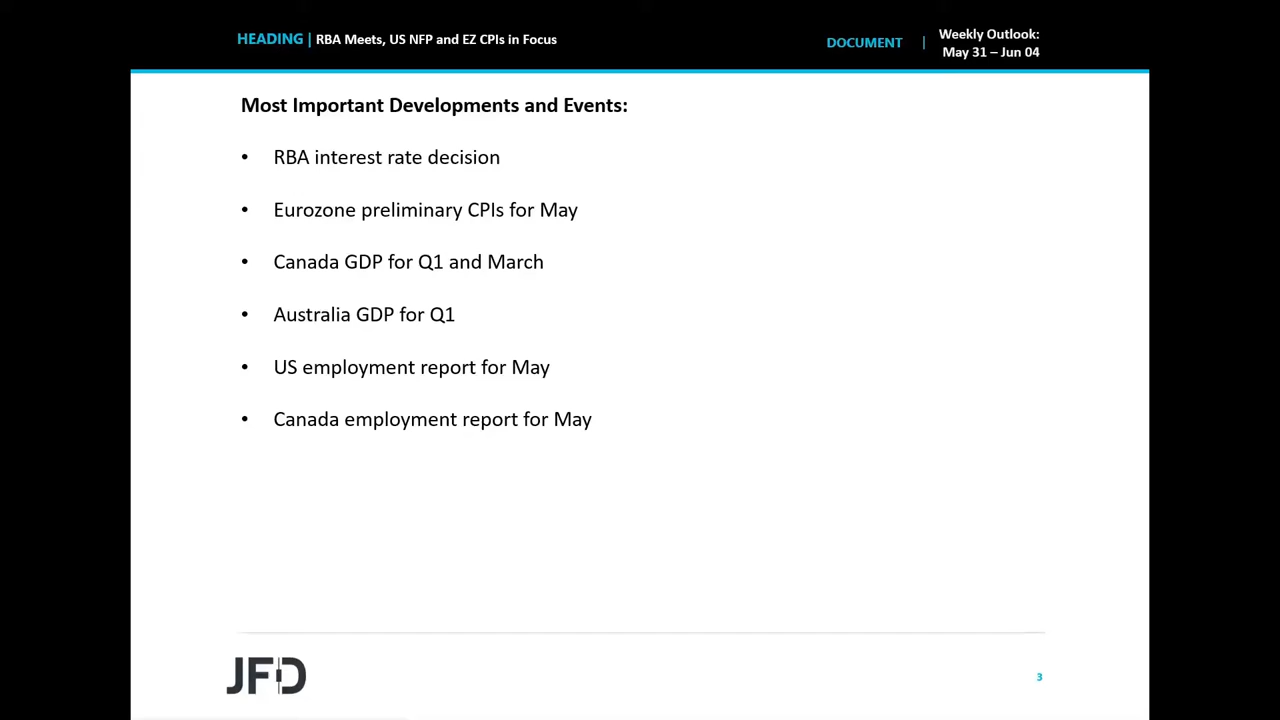 HEADING | RBA Meets, US NFP and EZ CPIs in Focus
DOCUMENT | Weekly Outlook:
May 31 – Jun 04
Most Important Developments and Events:
• RBA interest rate decision
• Eurozone preliminary CPIs for May
• Canada GDP for Q1 and March
• Australia GDP for Q1
• US employment report for May
• Canada employment report for May
JFD
3